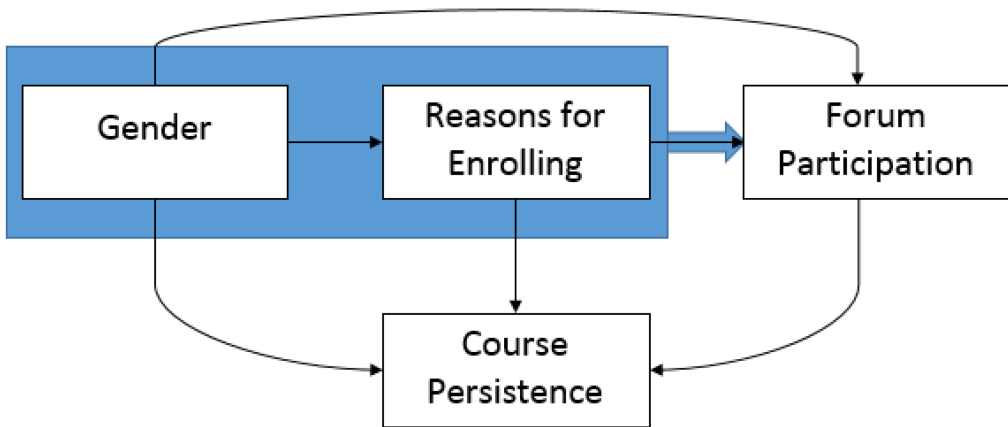 Gender
Reasons for
Enrolling
Forum
Participation
Course
Persistence